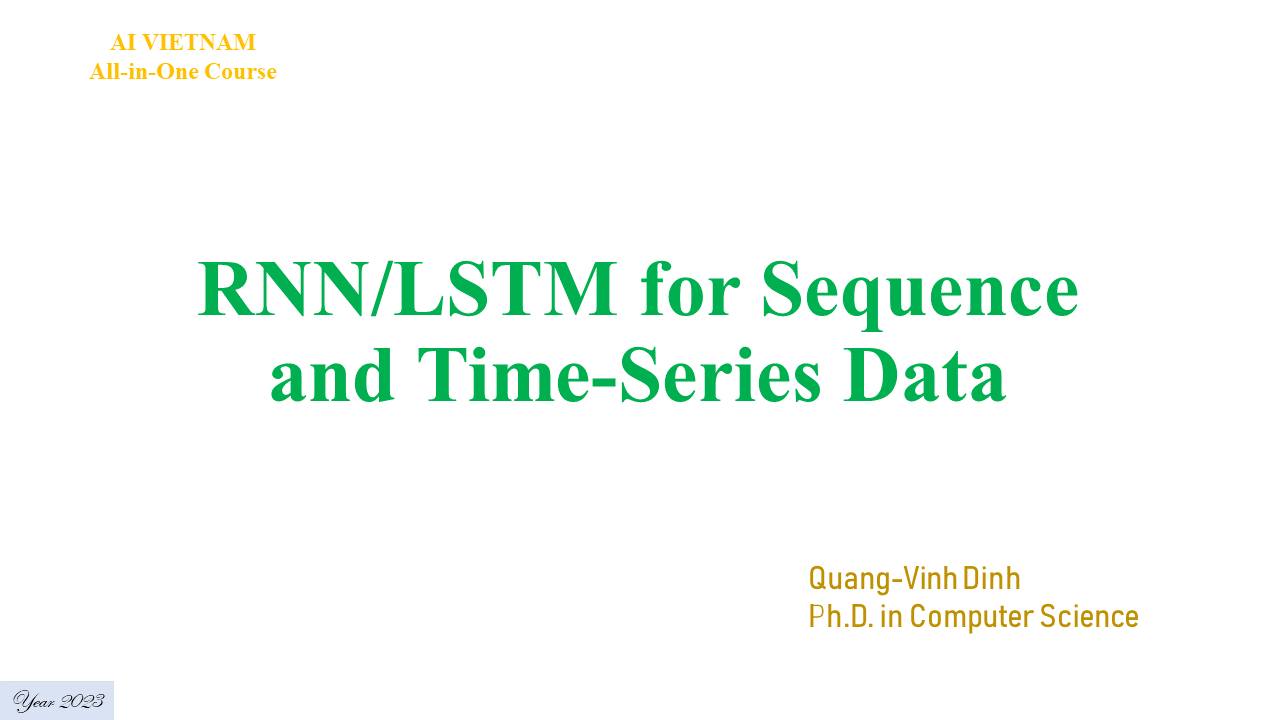 AI VIETNAM
All-in-One Course
RNN/LSTM for Sequence
and Time-Series Data
Quang-Vinh Dinh
Ph.D. in Computer Science
Year 2023